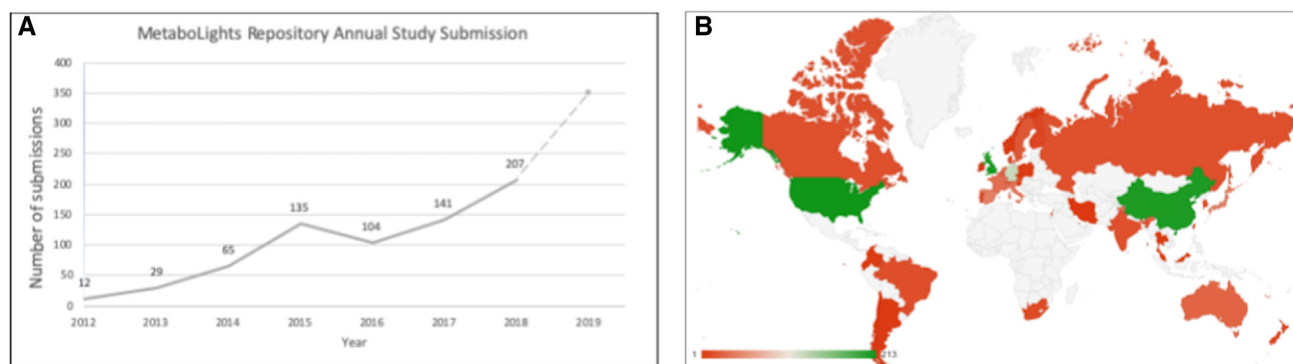 A
MetaboLights Repository Annual Study Submission
Number of submissions
400
350
300
250
200
150
100
50
0
12
29
65
135
104
141
207
2012 2013 2014 2015 2016 2017 2018 2019
Year
B
1 213